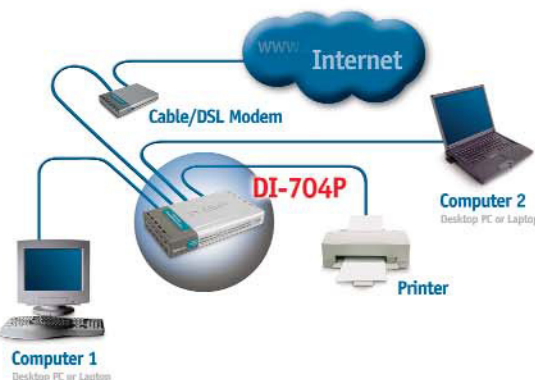 www
Internet
Cable/DSL Modem
DI-704P
Computer 2
Desktop PC or Laptop
Printer
Computer 1
Desktop PC or Laptop